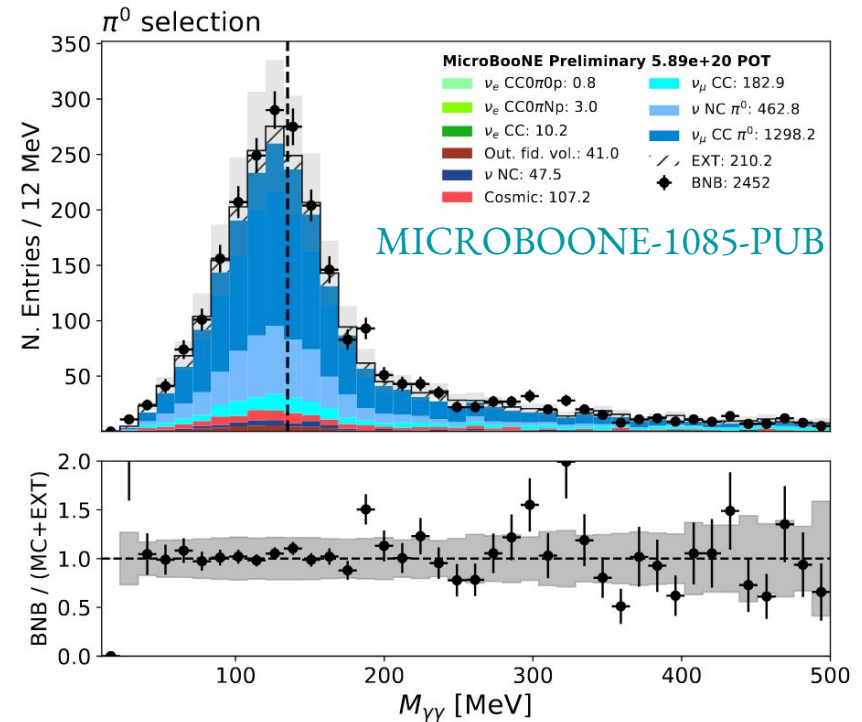 π⁰ selection
MicroBooNE Preliminary 5.89e+20 POT
νₑ CC0π0p: 0.8
νₑ CC0πNp: 3.0
νₑ CC: 10.2
Out. fid. vol.: 41.0
ν NC: 47.5
Cosmic: 107.2
ν_μ CC: 182.9
ν NC π⁰: 462.8
ν_μ CC π⁰: 1298.2
EXT: 210.2
BNB: 2452
MICROBOONE-1085-PUB
N. Entries / 12 MeV
350
300
250
200
150
100
50
BNB / (MC+EXT)
2.0
1.5
1.0
0.5
0.0
100 200 300 400 500
M_γγ [MeV]